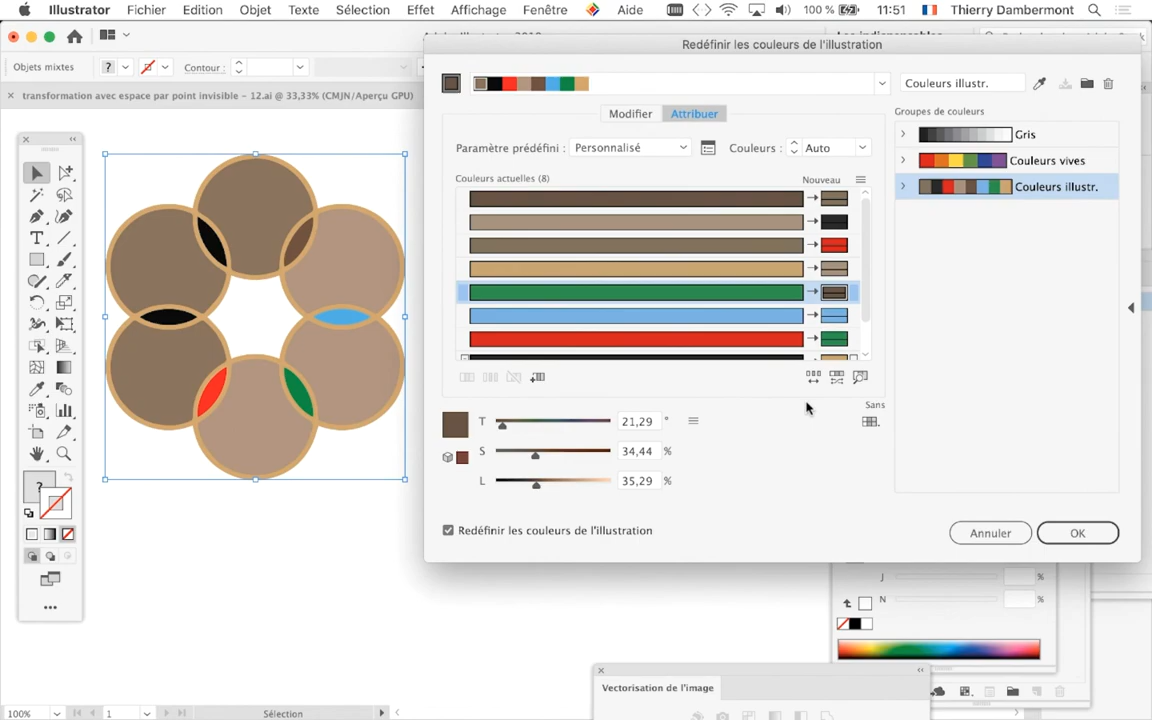 Illustrator Fichier Edition Objet Texte Sélection Effet Affichage Fenêtre Aide 100 % 11:51 Thierry Dambermont
Redéfinir les couleurs de l'illustration
Objets mixtes ? Contour :
transformation avec espace par point invisible - 12.ai @ 33,33% (CMJN/Aperçu GPU)
Couleurs illustr.
Modifier Attribuer
Groupes de couleurs
Paramètre prédéfini : Personnalisé Couleurs : Auto
Gris
Couleurs vives
Couleurs illustr.
Couleurs actuelles (8) Nouveau
Sans
T 21,29 °
S 34,44 %
L 35,29 %
?
Redéfinir les couleurs de l'illustration
Annuler OK
J %
N %
Vectorisation de l'image
100% 1 Sélection